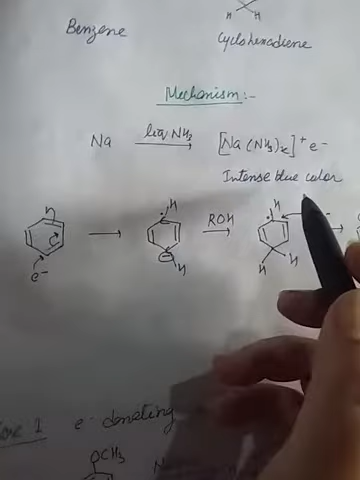 H H
Benzene
Cyclohexadiene
Mechanism:-
Na liq NH3 [Na (NH3)x]+ e-
Intense blue color
H H ROH H
e- H H H
e- donating
OCH3
N